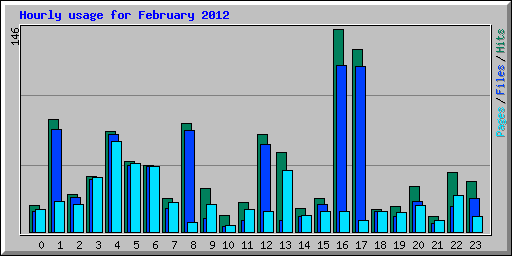 Hourly usage for February 2012
146
Pages/Files/Hits
0 1 2 3 4 5 6 7 8 9 10 11 12 13 14 15 16 17 18 19 20 21 22 23